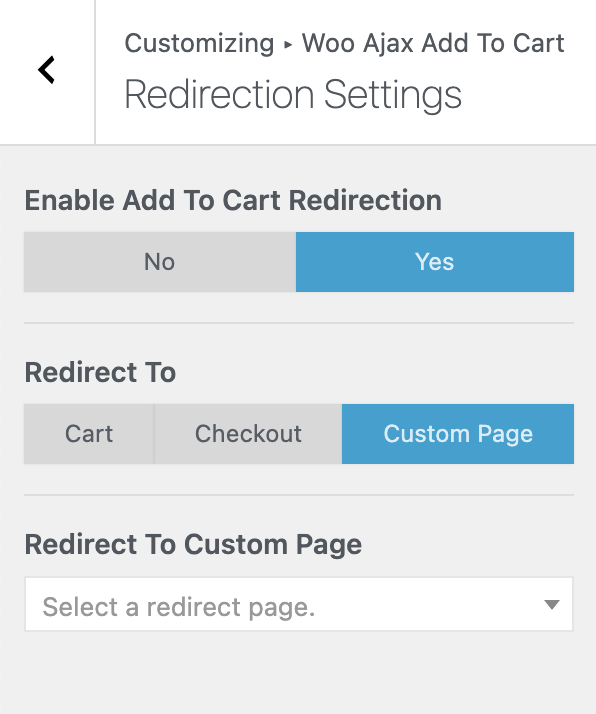 Customizing ▸ Woo Ajax Add To Cart
Redirection Settings
Enable Add To Cart Redirection
No Yes
Redirect To
Cart Checkout Custom Page
Redirect To Custom Page
Select a redirect page.